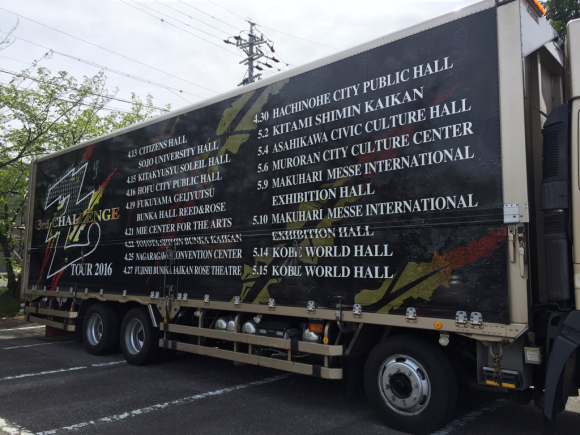 3rd CHALLENGE
TOUR 2016
4.13 CITIZENS HALL
SOJO UNIVERSITY HALL
4.15 KITAKYUSYU SOLEIL HALL
4.16 HOFU CITY PUBLIC HALL
4.19 FUKUYAMA GEIJYUTSU
BUNKA HALL REED&ROSE
4.21 MIE CENTER FOR THE ARTS
BUNKA KAIKAN
4.26 NAGARAGAWA CONVENTION CENTER
4.27 FUJISHI BUNKA HAIKAN ROSE THEATRE
4.30 HACHINOHE CITY PUBLIC HALL
5.2 KITAMI SHIMIN KAIKAN
5.4 ASAHIKAWA CIVIC CULTURE HALL
5.6 MURORAN CITY CULTURE CENTER
5.9 MAKUHARI MESSE INTERNATIONAL
EXHIBITION HALL
5.10 MAKUHARI MESSE INTERNATIONAL
EXHIBITION HALL
5.14 KOBE WORLD HALL
5.15 KOBE WORLD HALL